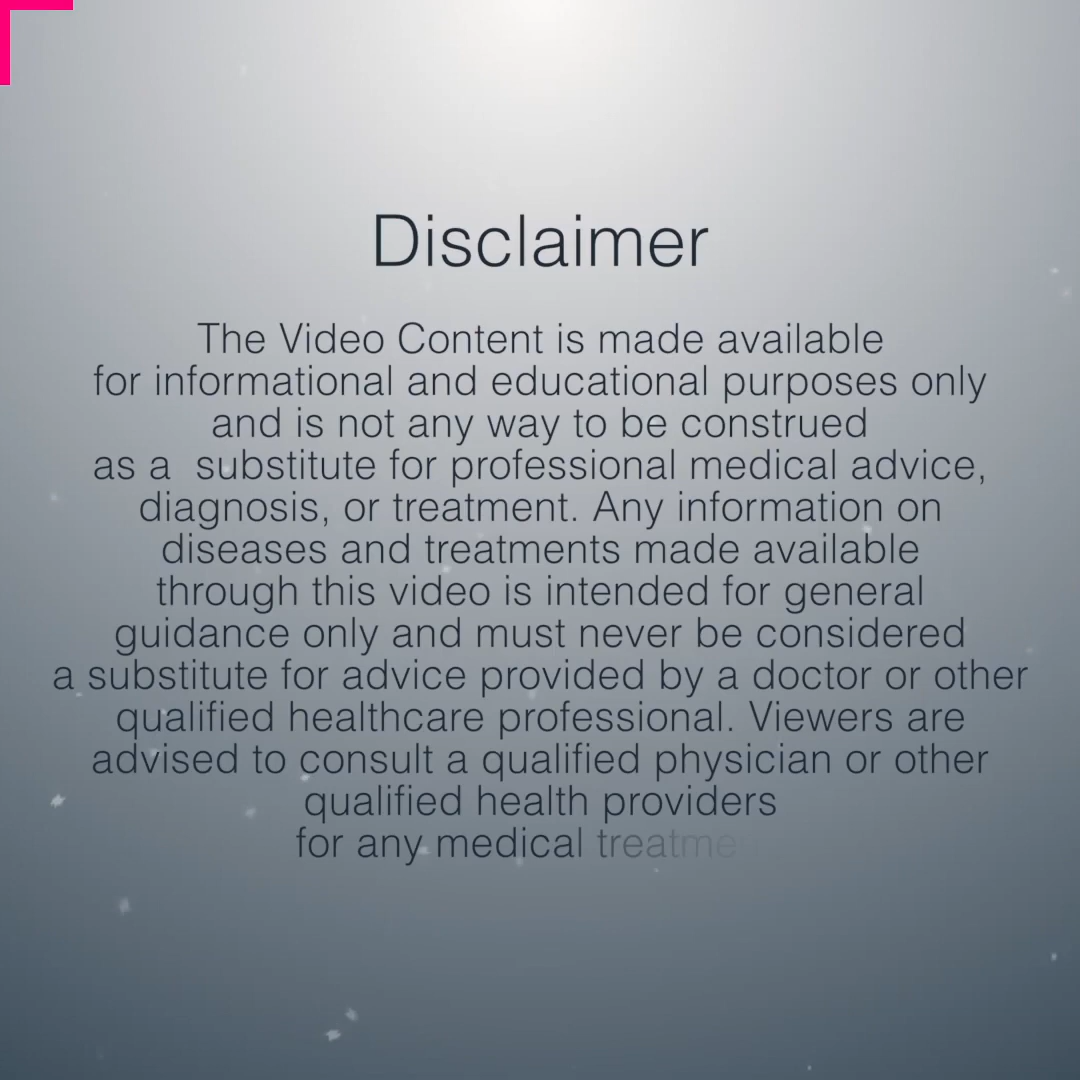 Disclaimer
The Video Content is made available
for informational and educational purposes only
and is not any way to be construed
as a  substitute for professional medical advice,
diagnosis, or treatment. Any information on
diseases and treatments made available
through this video is intended for general
guidance only and must never be considered
a substitute for advice provided by a doctor or other
qualified healthcare professional. Viewers are
advised to consult a qualified physician or other
qualified health providers
for any medical treatme